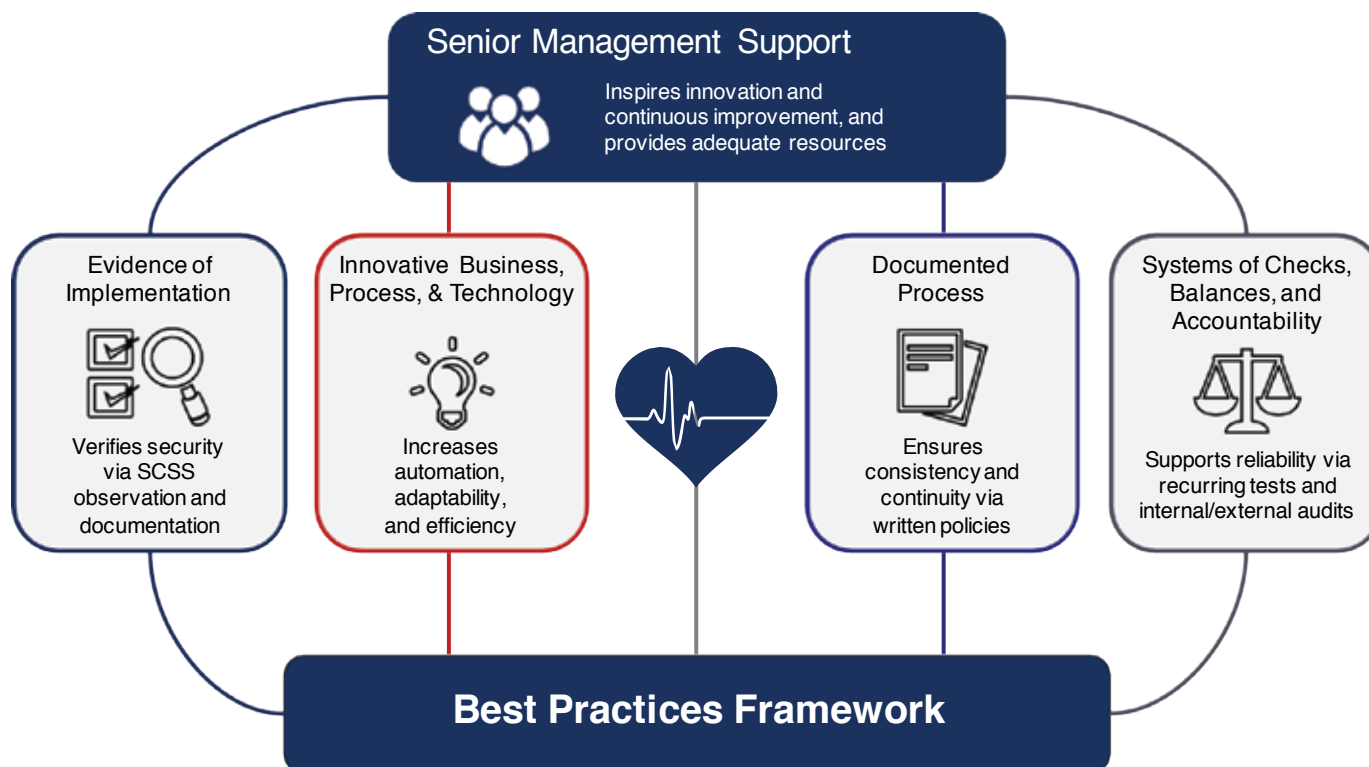 Senior Management Support
Inspires innovation and
continuous improvement, and
provides adequate resources
Evidence of
Implementation
Verifies security
via SCSS
observation and
documentation
Innovative Business,
Process, & Technology
Increases
automation,
adaptability,
and efficiency
Documented
Process
Ensures
consistency and
continuity via
written policies
Systems of Checks,
Balances, and
Accountability
Supports reliability via
recurring tests and
internal/external audits
Best Practices Framework